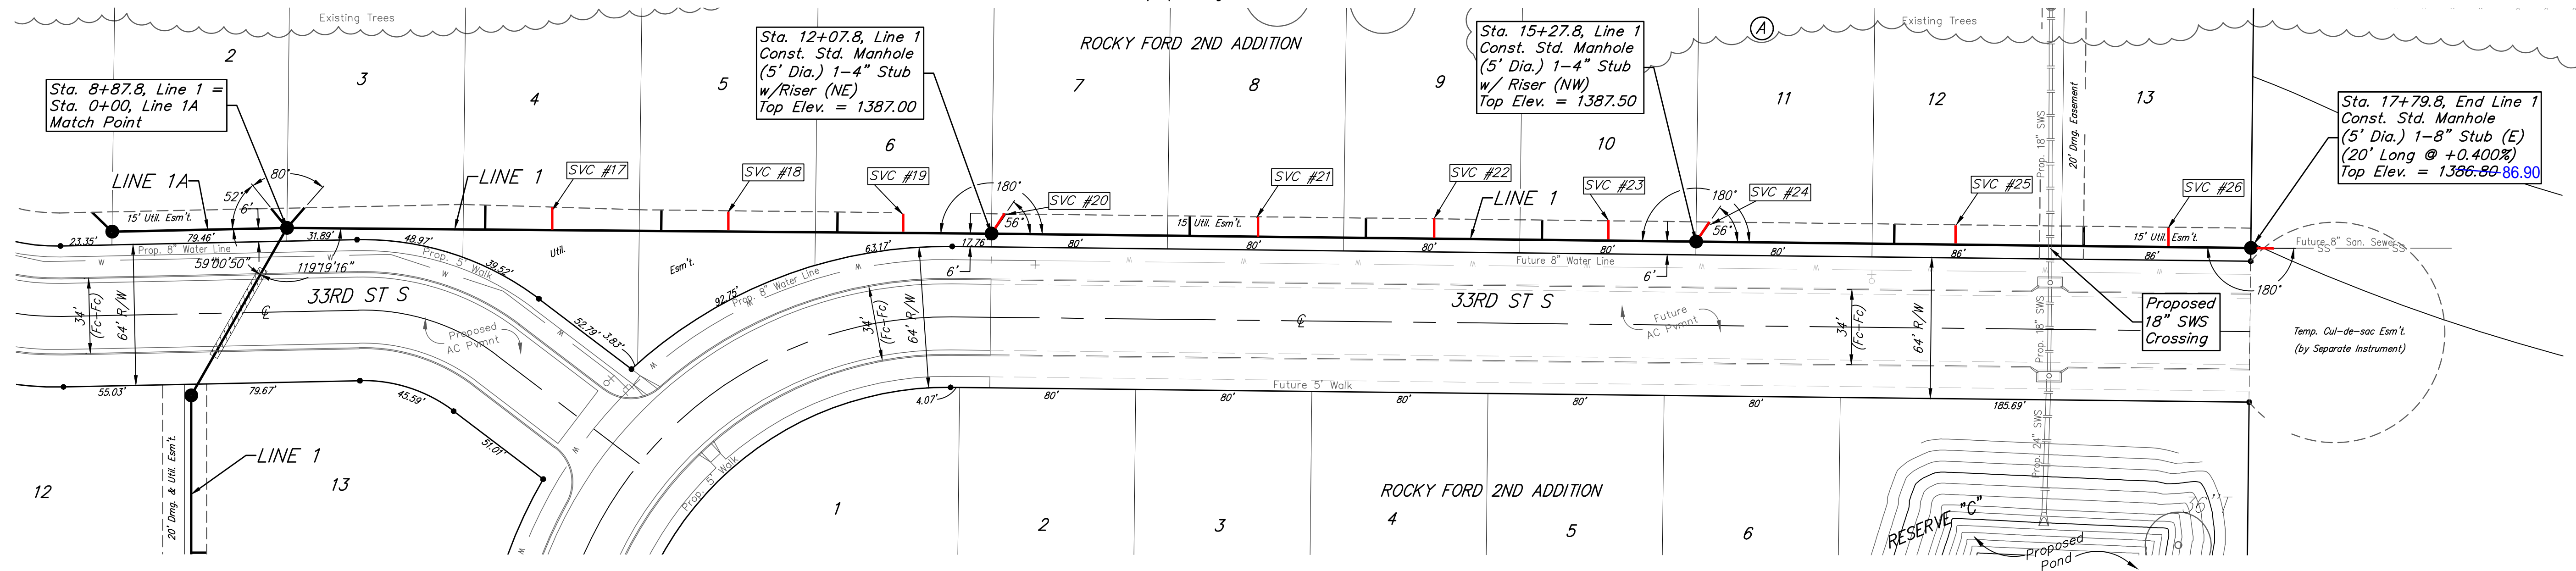 Existing Trees
Existing Trees
ROCKY FORD 2ND ADDITION
A
2
3
4
5
6
7
8
9
10
11
12
13
Sta. 8+87.8, Line 1 =
Sta. 0+00, Line 1A
Match Point
Sta. 12+07.8, Line 1
Const. Std. Manhole
(5' Dia.) 1-4" Stub
w/Riser (NE)
Top Elev. = 1387.00
Sta. 15+27.8, Line 1
Const. Std. Manhole
(5' Dia.) 1-4" Stub
w/ Riser (NW)
Top Elev. = 1387.50
Sta. 17+79.8, End Line 1
Const. Std. Manhole
(5' Dia.) 1-8" Stub (E)
(20' Long @ +0.400%)
Top Elev. = 1386.80 86.90
LINE 1A
52°
80°
6'
LINE 1
SVC #17
SVC #18
SVC #19
180°
SVC #20
56°
SVC #21
SVC #22
LINE 1
SVC #23
180°
SVC #24
56°
SVC #25
SVC #26
Prop. 18" SWS
20' Drng. Easement
15' Util. Esm't.
15' Util. Esm't.
15' Util. Esm't.
23.35'
79.46'
31.89'
48.97'
39.52'
52.79'
3.83'
92.75'
63.17'
17.76
80'
80'
80'
80'
80'
86'
86'
Util.
Esm't.
Prop. 8" Water Line
Prop. 5' Walk
Prop. 8" Water Line
Future 8" Water Line
Future 8" San. Sewer
SS
SS
6'
6'
180°
59°00'50"
119°19'16"
34'
(Fc-Fc)
64' R/W
33RD ST S
Proposed
AC Pvmnt
34'
(Fc-Fc)
64' R/W
33RD ST S
Future
AC Pvmnt
34'
(Fc-Fc)
64' R/W
Prop. 18" SWS
Proposed
18" SWS
Crossing
Temp. Cul-de-sac Esm't.
(by Separate Instrument)
55.03'
79.67'
45.59'
51.01'
4.07'
80'
80'
80'
80'
80'
185.69'
Future 5' Walk
Prop. 5' Walk
Prop. 24" SWS
20' Drng. & Util. Esm't.
LINE 1
12
13
1
2
3
4
5
6
ROCKY FORD 2ND ADDITION
RESERVE "C"
Proposed
Pond
36"T